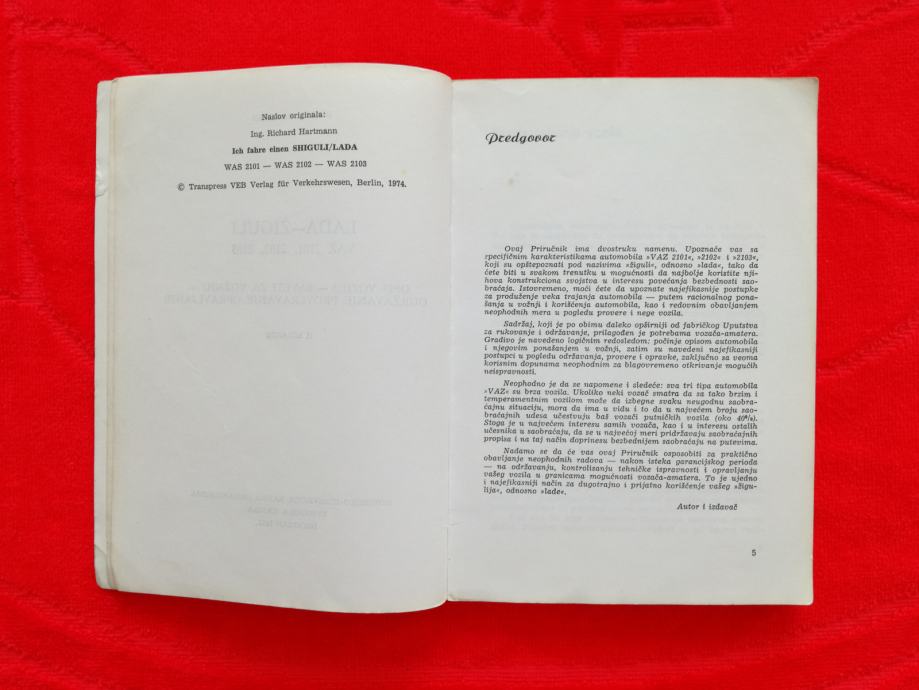 Naslov originala:
Ing. Richard Hartmann
Ich fahre einen SHIGULI/LADA
WAS 2101 — WAS 2102 — WAS 2103
© Transpress VEB Verlag für Verkehrswesen, Berlin, 1974.
Predgovor
Ovaj Priručnik ima dvostruku namenu. Upoznaće vas sa
specifičnim karakteristikama automobila »VAZ 2101«, »2102« i »2103«,
koji su opštepoznati pod nazivima »žiguli«, odnosno »lada«, tako da
ćete biti u svakom trenutku u mogućnosti da najbolje koristite nji-
hova konstrukciona svojstva u interesu povećanja bezbednosti sao-
braćaja. Istovremeno, moći ćete da upoznate najefikasnije postupke
za produženje veka trajanja automobila — putem racionalnog pona-
šanja u vožnji i korišćenja automobila, kao i redovnim obavljanjem
neophodnih mera u pogledu provere i nege vozila.
Sadržaj, koji je po obimu daleko opširniji od fabričkog Uputstva
za rukovanje i održavanje, prilagođen je potrebama vozača-amatera.
Gradivo je navedeno logičnim redosledom: počinje opisom automobila
i njegovim ponašanjem u vožnji, zatim su navedeni najefikasniji
postupci u pogledu održavanja, provere i opravke, zaključno sa veoma
korisnim dopunama neophodnim za blagovremeno otkrivanje mogućih
neispravnosti.
Neophodno je da se napomene i sledeće: sva tri tipa automobila
»VAZ« su brza vozila. Ukoliko neki vozač smatra da sa tako brzim i
temperamentnim vozilom može da izbegne svaku neugodnu saobra-
ćajnu situaciju, mora da ima u vidu i to da u najvećem broju sao-
braćajnih udesa učestvuju baš vozači putničkih vozila (oko 40%).
Stoga je u najvećem interesu samih vozača, kao i u interesu ostalih
učesnika u saobraćaju, da se u najvećoj meri pridržavaju saobraćajnih
propisa i na taj način doprinesu bezbednijem saobraćaju na putevima.
Nadamo se da će vas ovaj Priručnik osposobiti za praktično
obavljanje neophodnih radova — nakon isteka garancijskog perioda
— na održavanju, kontrolisanju tehničke ispravnosti i opravljanju
vašeg vozila u granicama mogućnosti vozača-amatera. To je ujedno
i najefikasniji način za dugotrajno i prijatno korišćenje vašeg »žigu-
lija«, odnosno »lade«.
Autor i izdavač
5